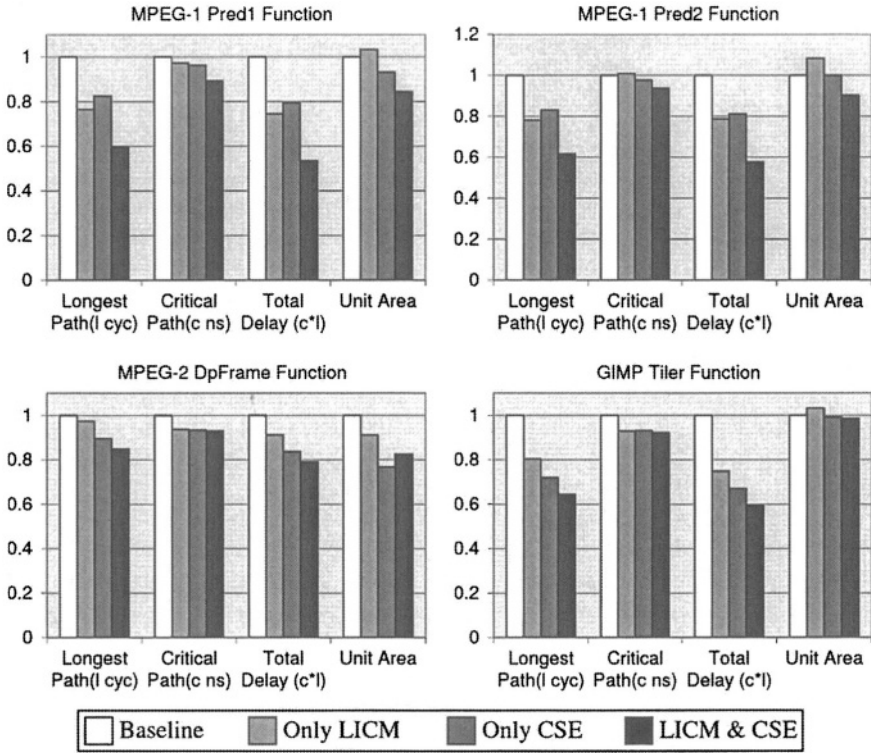 MPEG-1 Pred1 Function
1
0.8
0.6
0.4
0.2
0
Longest Path(l cyc)
Critical Path(c ns)
Total Delay (c*l)
Unit Area
MPEG-1 Pred2 Function
1.2
1
0.8
0.6
0.4
0.2
0
Longest Path(l cyc)
Critical Path(c ns)
Total Delay (c*l)
Unit Area
MPEG-2 DpFrame Function
1
0.8
0.6
0.4
0.2
0
Longest Path(l cyc)
Critical Path(c ns)
Total Delay (c*l)
Unit Area
GIMP Tiler Function
1
0.8
0.6
0.4
0.2
0
Longest Path(l cyc)
Critical Path(c ns)
Total Delay (c*l)
Unit Area
Baseline
Only LICM
Only CSE
LICM & CSE